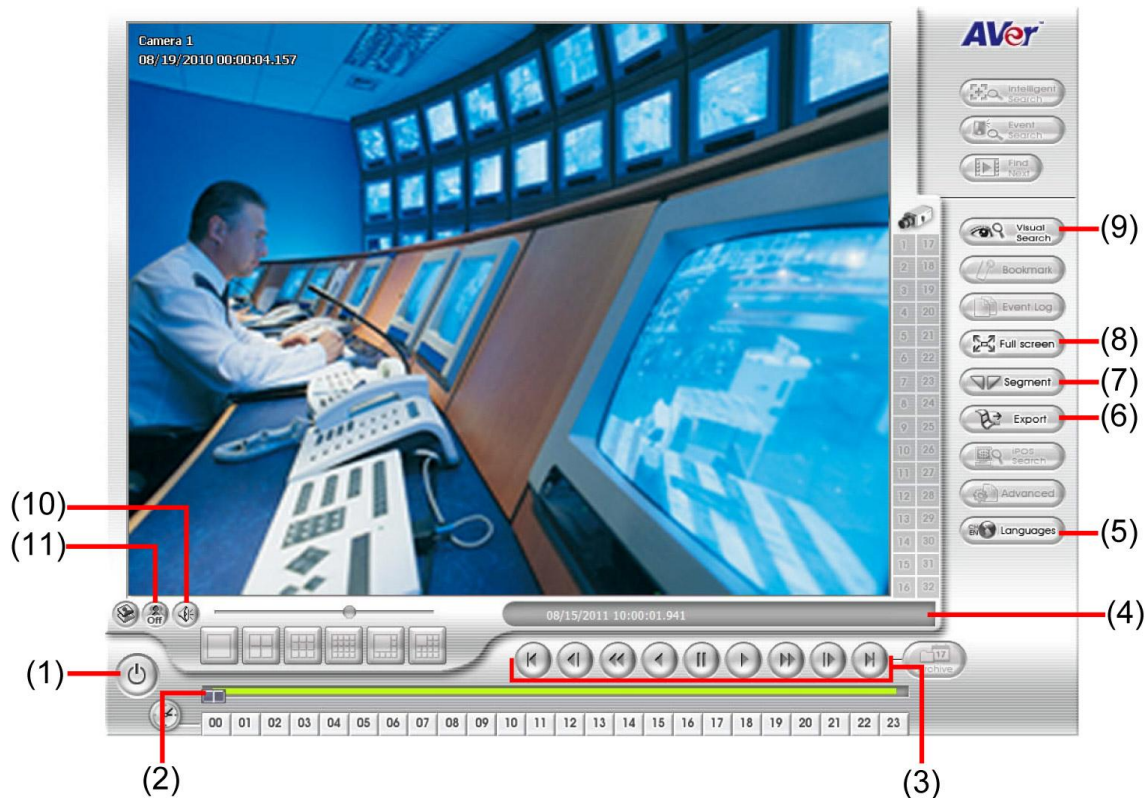 Camera 1
08/19/2010 00:00:04.157
AVer™
Intelligent
Search
Event
Search
Find
Next
Visual
Search
(9)
Bookmark
Event Log
Full screen
(8)
Segment
(7)
Export
(6)
iPOS
Search
Advanced
CH
EN
Languages
(5)
1 17
2 18
3 19
4 20
5 21
6 22
7 23
8 24
9 25
10 26
11 27
12 28
13 29
14 30
15 31
16 32
(10)
(11)
Off
08/15/2011 10:00:01.941
(4)
(1)
17
Archive
00 01 02 03 04 05 06 07 08 09 10 11 12 13 14 15 16 17 18 19 20 21 22 23
(2)
(3)